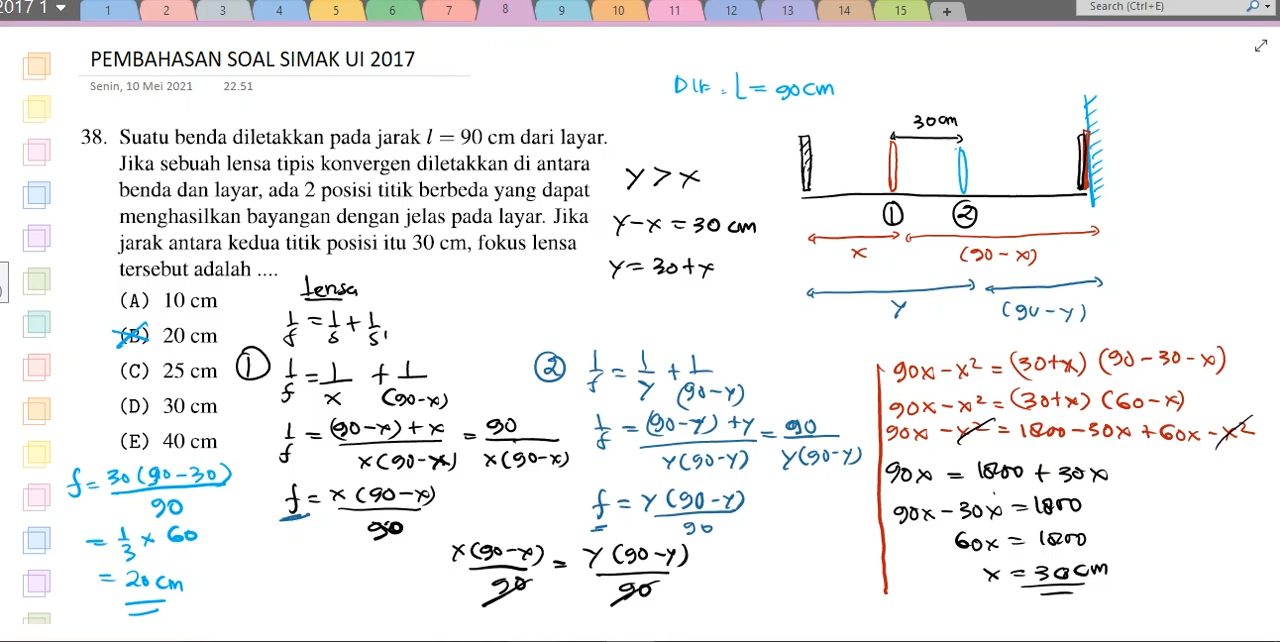 2017 1
1 2 3 4 5 6 7 8 9 10 11 12 13 14 15 +
Search (Ctrl+E)
PEMBAHASAN SOAL SIMAK UI 2017
Senin, 10 Mei 2021 22.51
38. Suatu benda diletakkan pada jarak l = 90 cm dari layar.
Jika sebuah lensa tipis konvergen diletakkan di antara
benda dan layar, ada 2 posisi titik berbeda yang dapat
menghasilkan bayangan dengan jelas pada layar. Jika
jarak antara kedua titik posisi itu 30 cm, fokus lensa
tersebut adalah ....
(A) 10 cm
(B) 20 cm
(C) 25 cm
(D) 30 cm
(E) 40 cm
f = 30(90-30)/90
= 1/3 x 60
= 20 cm
Lensa
1/f = 1/s + 1/s'
① 1/f = 1/x + 1/(90-x)
1/f = (90-x)+x/x(90-x) = 90/x(90-x)
f = x(90-x)/90
② 1/f = 1/y + 1/(90-y)
1/f = (90-y)+y/y(90-y) = 90/y(90-y)
f = y(90-y)/90
x(90-x)/90 = y(90-y)/90
Dik : L = 90 cm
y > x
y-x = 30 cm
y = 30+x
30 cm
① ②
x (90-x)
y (90-y)
90x-x² = (30+x) (90-30-x)
90x-x² = (30+x) (60-x)
90x-x² = 1800-30x+60x-x²
90x = 1800 + 30x
90x-30x = 1800
60x = 1800
x = 30 cm